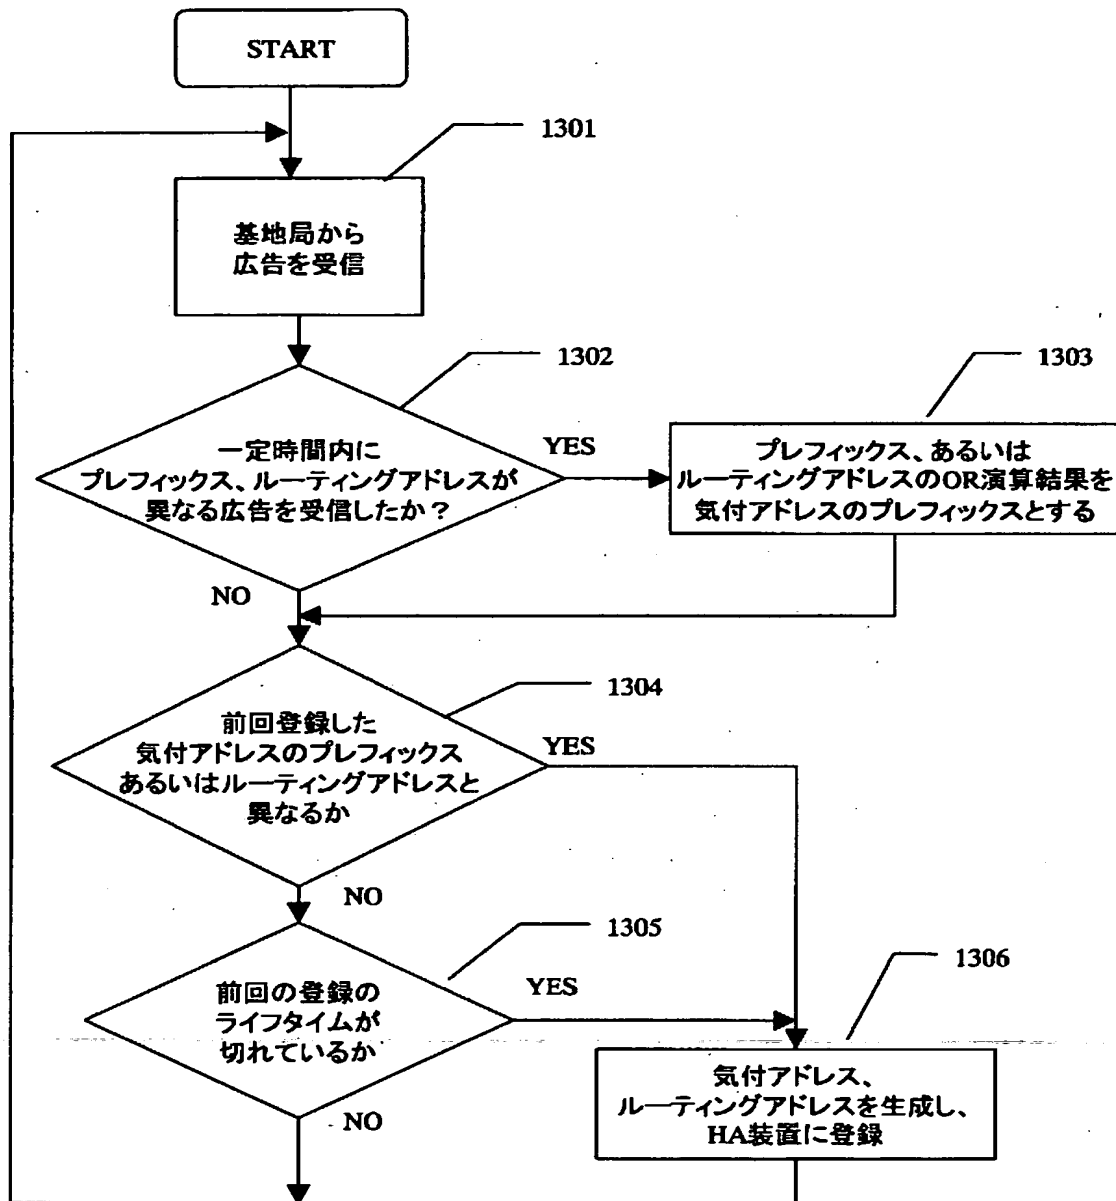 START
1301
基地局から
広告を受信
1302
1303
一定時間内に
プレフィックス、ルーティングアドレスが
異なる広告を受信したか？
YES
プレフィックス、あるいは
ルーティングアドレスのOR演算結果を
気付アドレスのプレフィックスとする
NO
1304
前回登録した
気付アドレスのプレフィックス
あるいはルーティングアドレスと
異なるか
YES
NO
1305
前回の登録の
ライフタイムが
切れているか
YES
1306
気付アドレス、
ルーティングアドレスを生成し、
HA装置に登録
NO